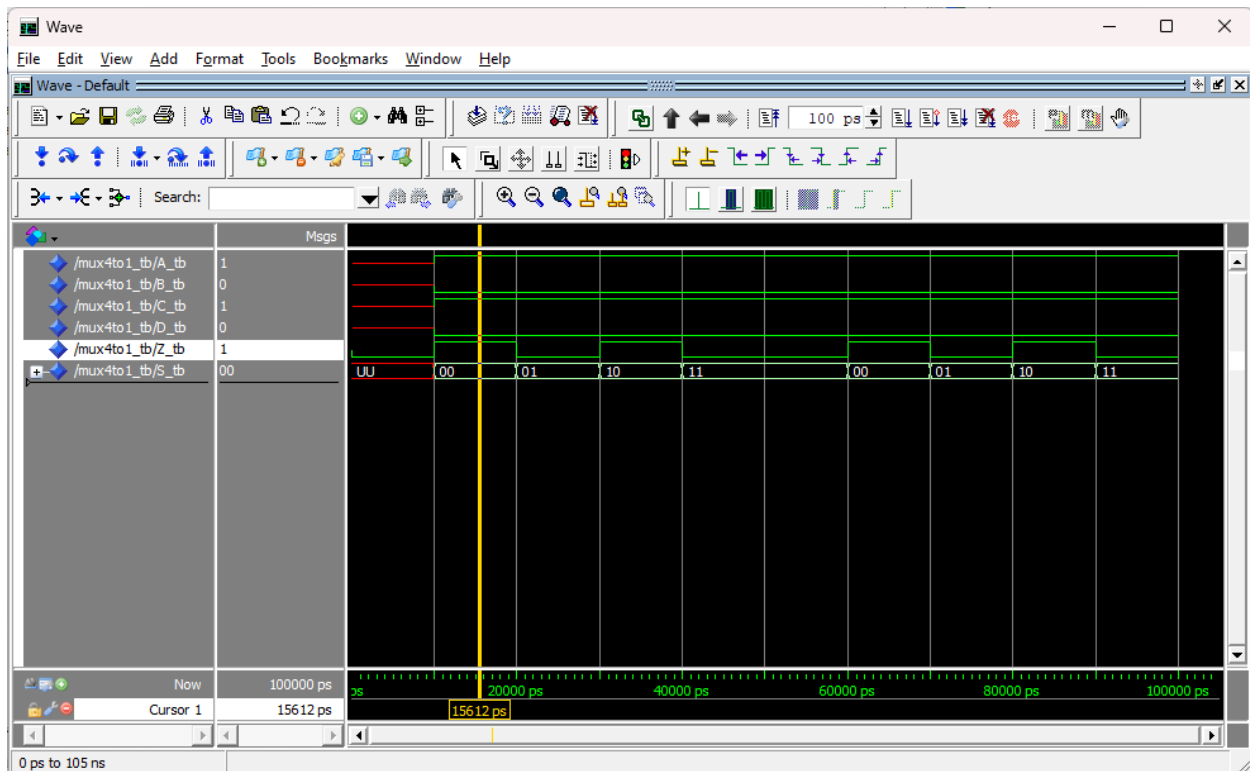 Wave
File Edit View Add Format Tools Bookmarks Window Help
Wave - Default
100 ps
Search:
Msgs
/mux4to1_tb/A_tb 1
/mux4to1_tb/B_tb 0
/mux4to1_tb/C_tb 1
/mux4to1_tb/D_tb 0
/mux4to1_tb/Z_tb 1
/mux4to1_tb/S_tb 00 UU 00 01 10 11 00 01 10 11
Now 100000 ps ps 20000 ps 40000 ps 60000 ps 80000 ps 100000 ps
Cursor 1 15612 ps 15612 ps
0 ps to 105 ns